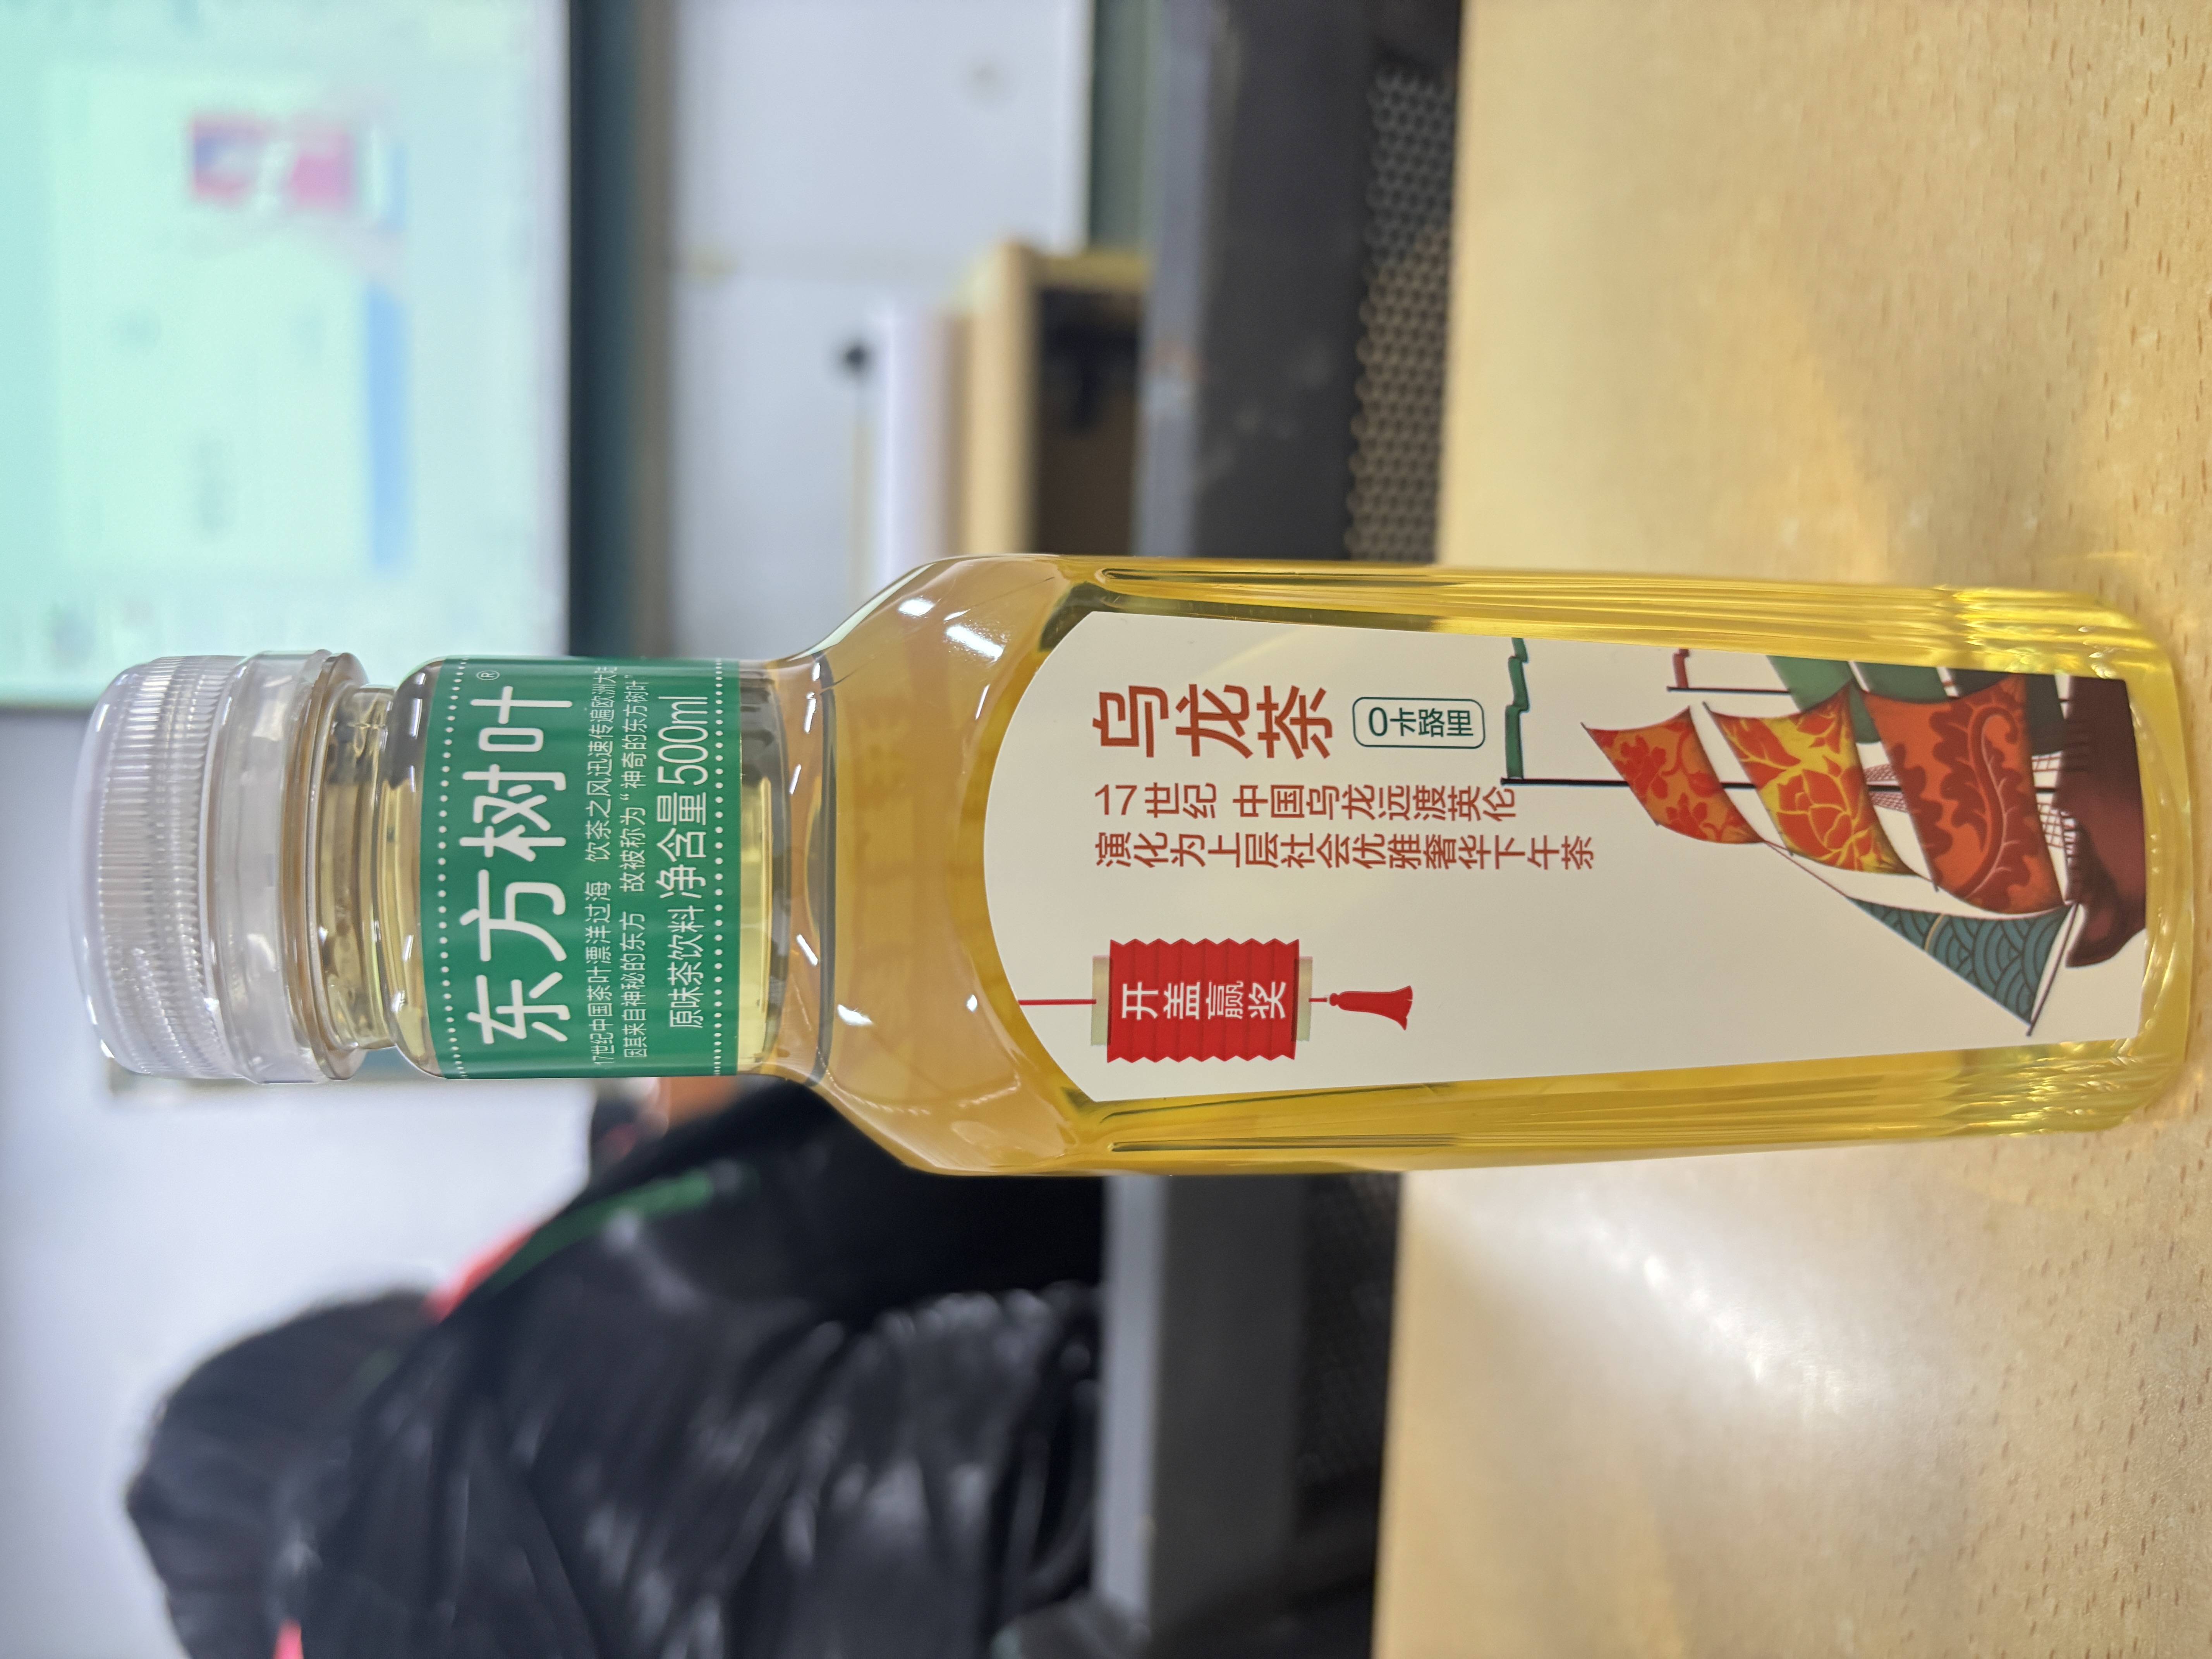 东方树叶®
17世纪中国茶叶漂洋过海 饮茶之风迅速传遍欧洲大陆
因其来自神秘的东方 故被称为“神奇的东方树叶”
原味茶饮料 净含量500ml
乌龙茶
0卡路里
17世纪 中国乌龙远渡英伦
演化为上层社会优雅奢华下午茶
开盖赢奖